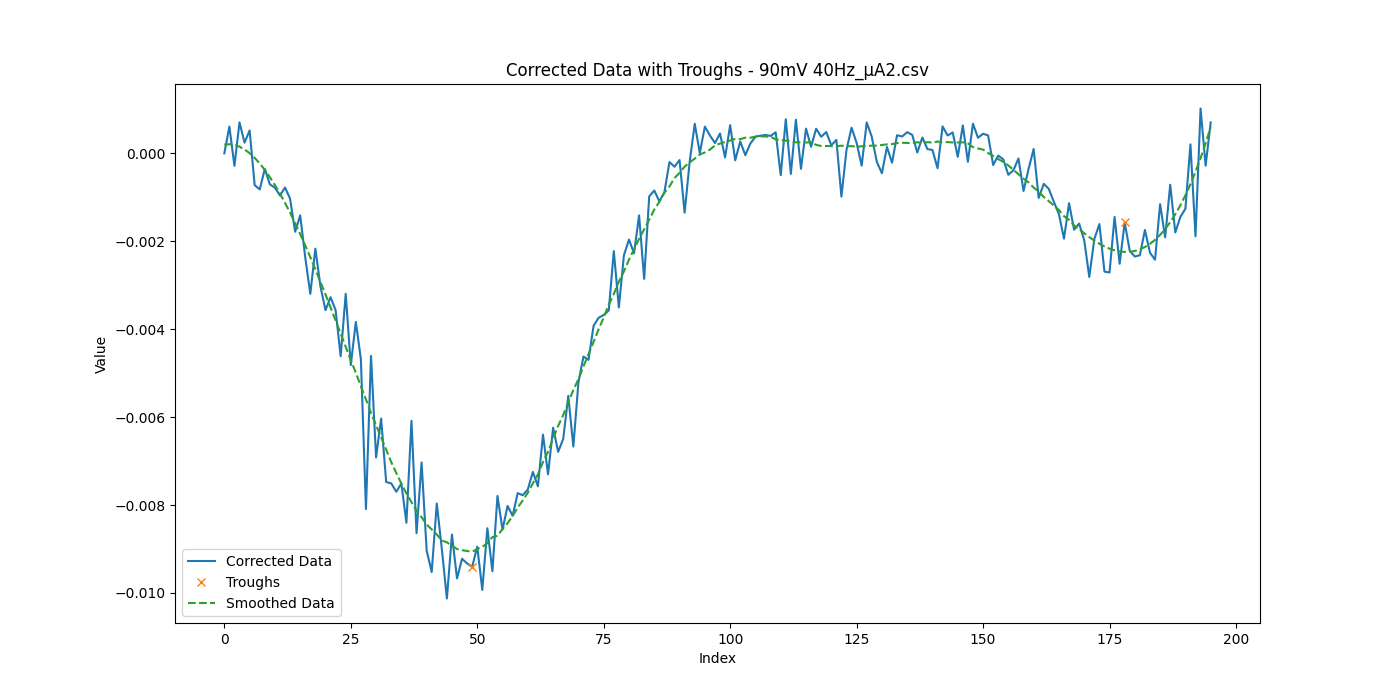 Corrected Data with Troughs - 90mV 40Hz_μA2.csv
Value
0.000
−0.002
−0.004
−0.006
−0.008
−0.010
Corrected Data
Troughs
Smoothed Data
0 25 50 75 100 125 150 175 200
Index